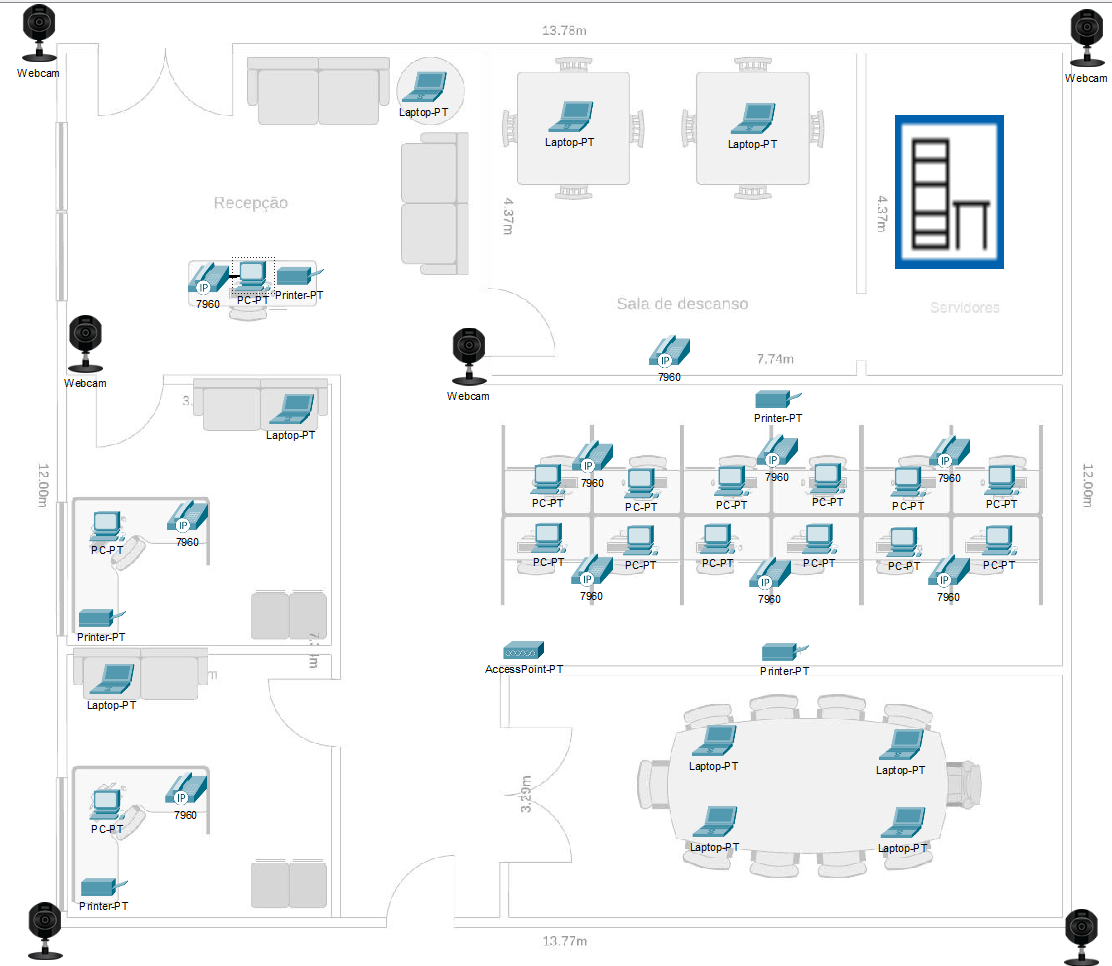 13.78m
Webcam
Webcam
Laptop-PT
Laptop-PT
Laptop-PT
Recepção
4.37m
4.37m
IP
7960
PC-PT
Printer-PT
Sala de descanso
Servidores
7.74m
IP
7960
Webcam
Webcam
3.
Laptop-PT
Printer-PT
12.00m
12.00m
IP
7960
IP
7960
IP
7960
PC-PT
PC-PT
PC-PT
PC-PT
PC-PT
PC-PT
PC-PT
IP
7960
PC-PT
PC-PT
PC-PT
PC-PT
PC-PT
PC-PT
IP
7960
IP
7960
IP
7960
Printer-PT
AccessPoint-PT
Printer-PT
m
Laptop-PT
Laptop-PT
Laptop-PT
3.29m
PC-PT
IP
7960
Laptop-PT
Laptop-PT
Printer-PT
13.77m